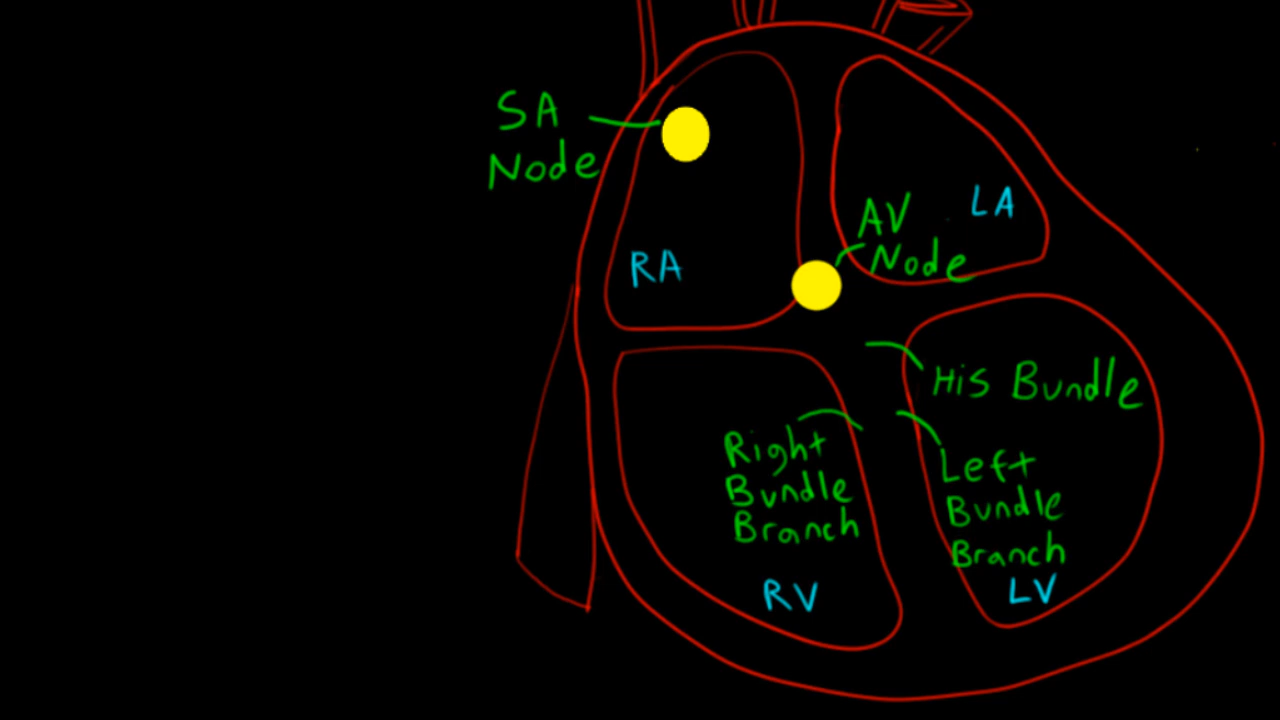 SA
Node
RA
AV
Node
LA
His Bundle
Right
Bundle
Branch
Left
Bundle
Branch
RV
LV